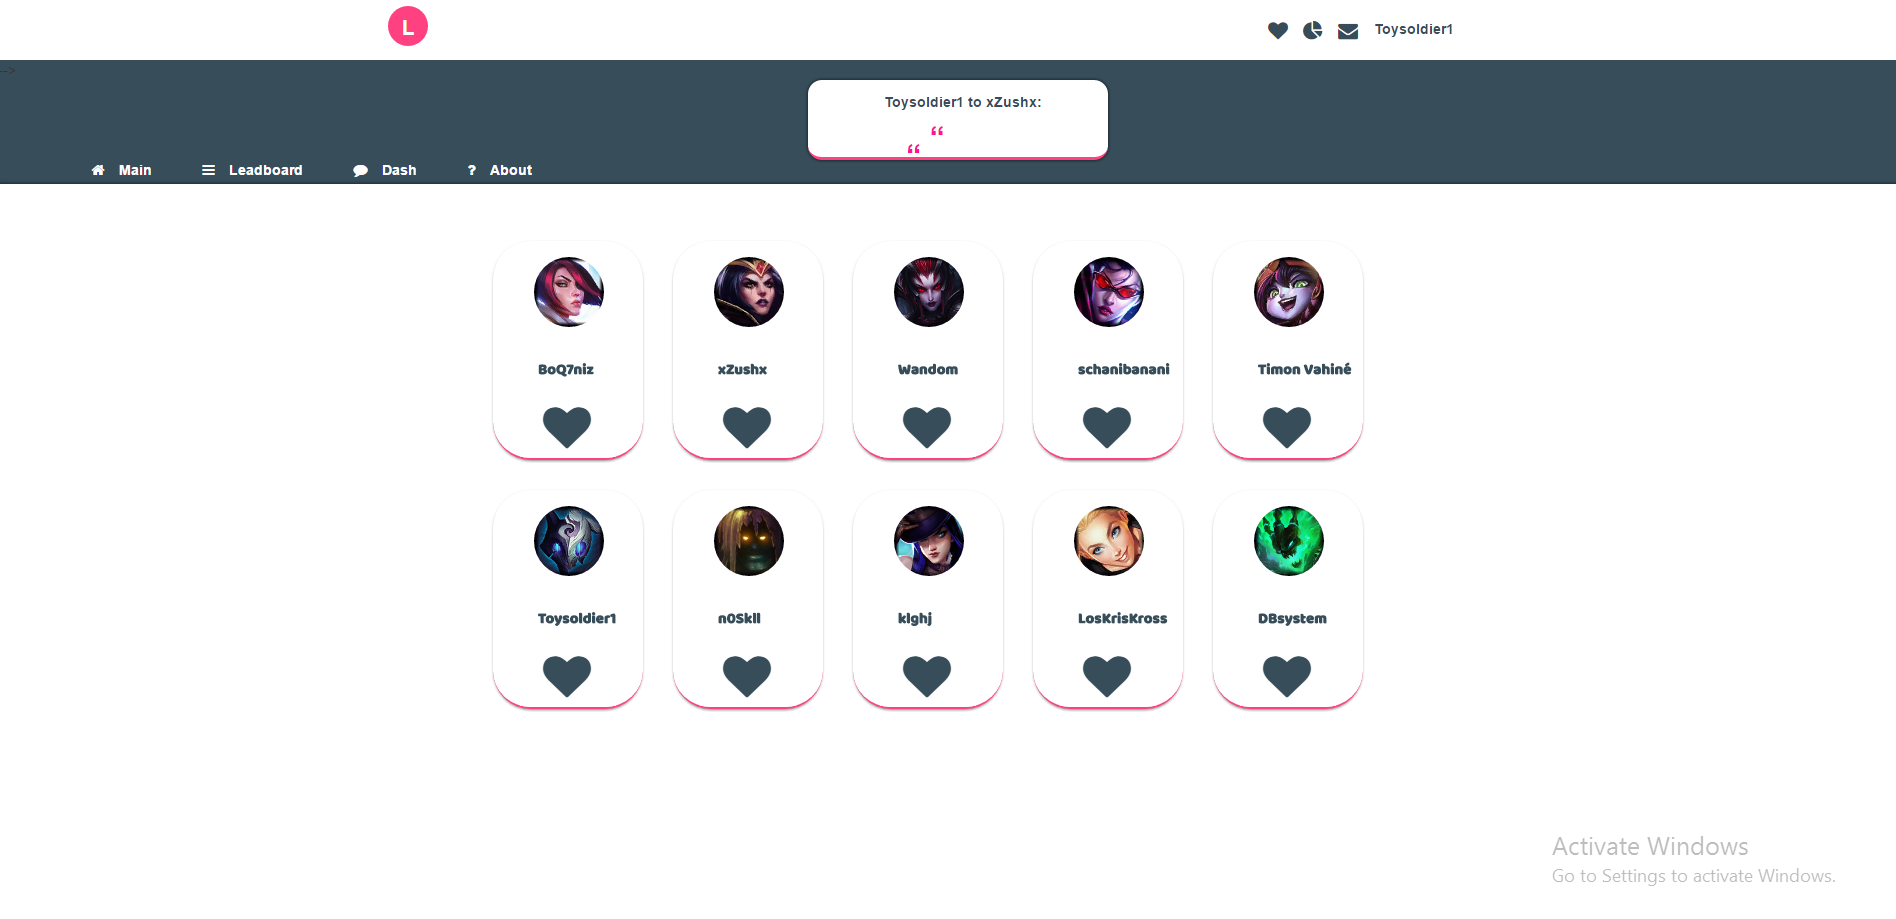 L
Toysoldier1
-->
Toysoldier1 to xZushx:
“
“
Main
Leadboard
Dash
? About
BoQ7niz
xZushx
Wandom
schanibanani
Timon Vahiné
Toysoldier1
n0Skll
klghj
LosKrisKross
DBsystem
Activate Windows
Go to Settings to activate Windows.